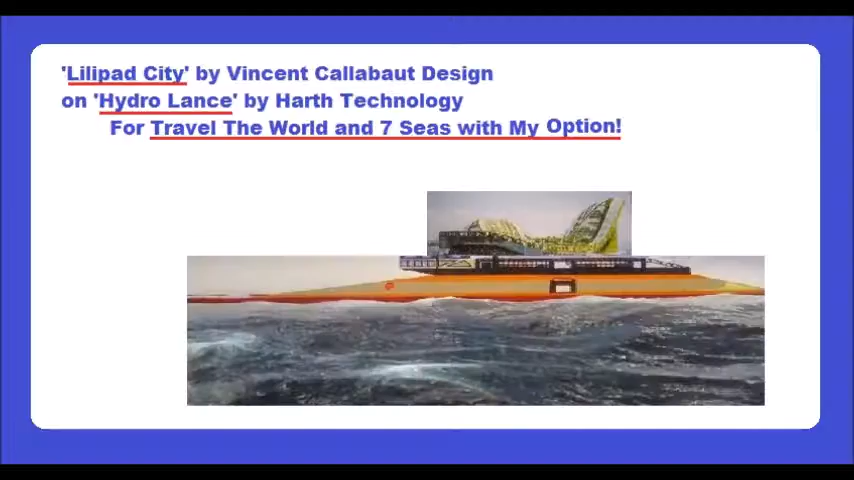 'Lilipad City' by Vincent Callabaut Design
on 'Hydro Lance' by Harth Technology
For Travel The World and 7 Seas with My Option!